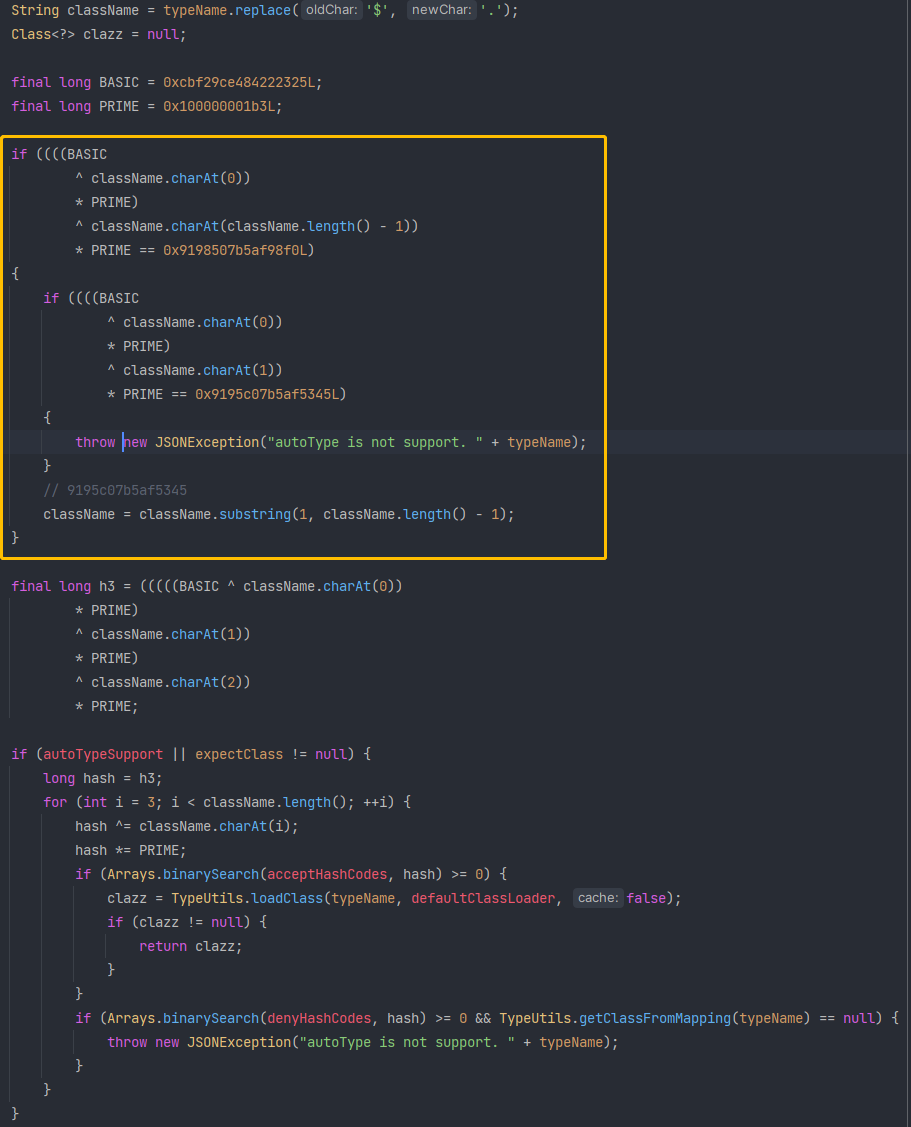 String className = typeName.replace( oldChar: '$', newChar: '.');
Class<?> clazz = null;
final long BASIC = 0xcbf29ce484222325L;
final long PRIME = 0x100000001b3L;
if ((((BASIC
^ className.charAt(0))
* PRIME)
^ className.charAt(className.length() - 1))
* PRIME == 0x9198507b5af98f0L)
{
if ((((BASIC
^ className.charAt(0))
* PRIME)
^ className.charAt(1))
* PRIME == 0x9195c07b5af5345L)
{
throw new JSONException("autoType is not support. " + typeName);
}
// 9195c07b5af5345
className = className.substring(1, className.length() - 1);
}
final long h3 = (((((BASIC ^ className.charAt(0))
* PRIME)
^ className.charAt(1))
* PRIME)
^ className.charAt(2))
* PRIME;
if (autoTypeSupport || expectClass != null) {
long hash = h3;
for (int i = 3; i < className.length(); ++i) {
hash ^= className.charAt(i);
hash *= PRIME;
if (Arrays.binarySearch(acceptHashCodes, hash) >= 0) {
clazz = TypeUtils.loadClass(typeName, defaultClassLoader, cache: false);
if (clazz != null) {
return clazz;
}
}
if (Arrays.binarySearch(denyHashCodes, hash) >= 0 && TypeUtils.getClassFromMapping(typeName) == null) {
throw new JSONException("autoType is not support. " + typeName);
}
}
}